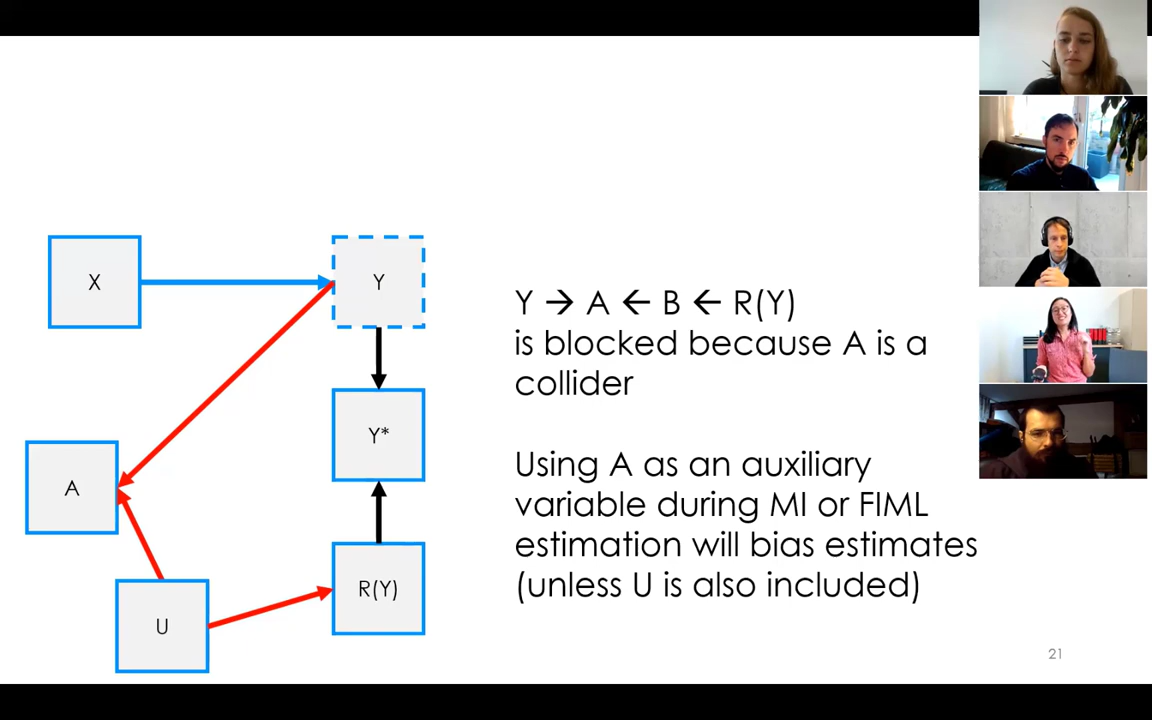 X
Y
Y → A ← B ← R(Y)
is blocked because A is a
collider
Y*
A
Using A as an auxiliary
variable during MI or FIML
estimation will bias estimates
(unless U is also included)
R(Y)
U
21